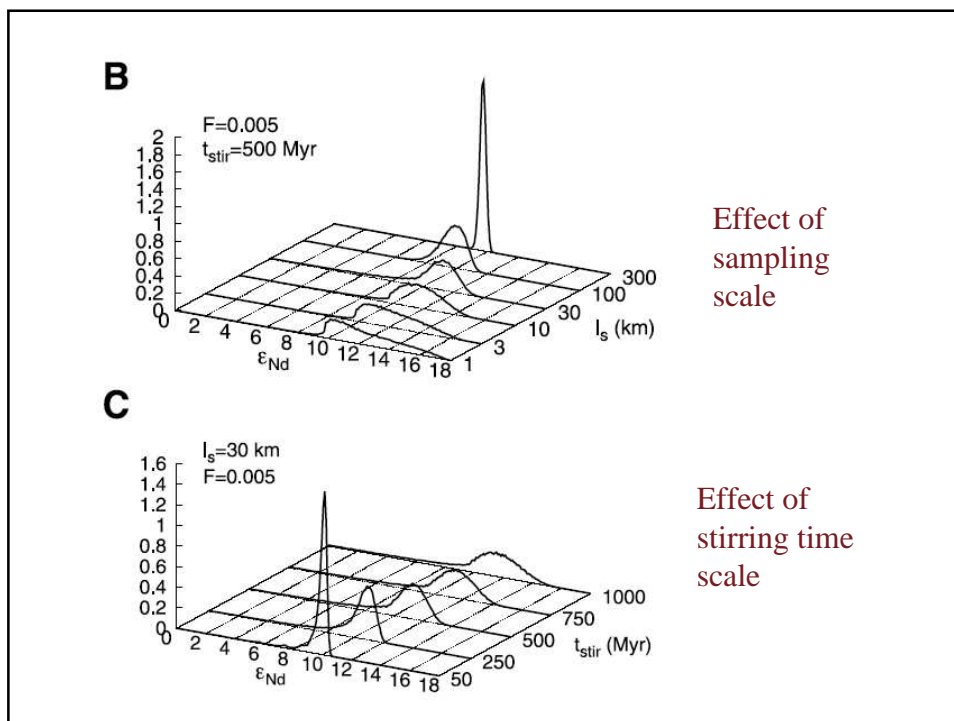 B
F=0.005
t_stir=500 Myr
2
1.8
1.6
1.4
1.2
1
0.8
0.6
0.4
0.2
0
0 2 4 6 8 10 12 14 16 18
ε_Nd
1 3 10 30 100 300
l_s (km)
Effect of
sampling
scale
C
l_s=30 km
F=0.005
1.6
1.4
1.2
1
0.8
0.6
0.4
0.2
0
0 2 4 6 8 10 12 14 16 18
ε_Nd
50 250 500 750 1000
t_stir (Myr)
Effect of
stirring time
scale